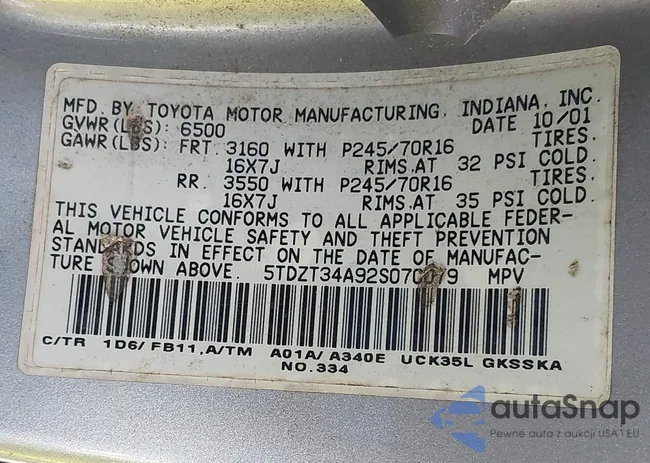 MFD. BY: TOYOTA MOTOR MANUFACTURING, INDIANA, INC.
GVWR(LBS) 6500 DATE 10/01
GAWR(LBS): FRT. 3160 WITH P245/70R16 TIRES,
16X7J RIMS,AT 32 PSI COLD.
RR. 3550 WITH P245/70R16 TIRES,
16X7J RIMS,AT 35 PSI COLD.
THIS VEHICLE CONFORMS TO ALL APPLICABLE FEDER-
AL MOTOR VEHICLE SAFETY AND THEFT PREVENTION
STANDARDS IN EFFECT ON THE DATE OF MANUFAC-
TURE SHOWN ABOVE. MPV
C/TR 1D6/FB11,A/TM A01A/A340E UCK35L GKSSKA
NO.334
autaSnap
Pewne auta z aukcji USA i EU